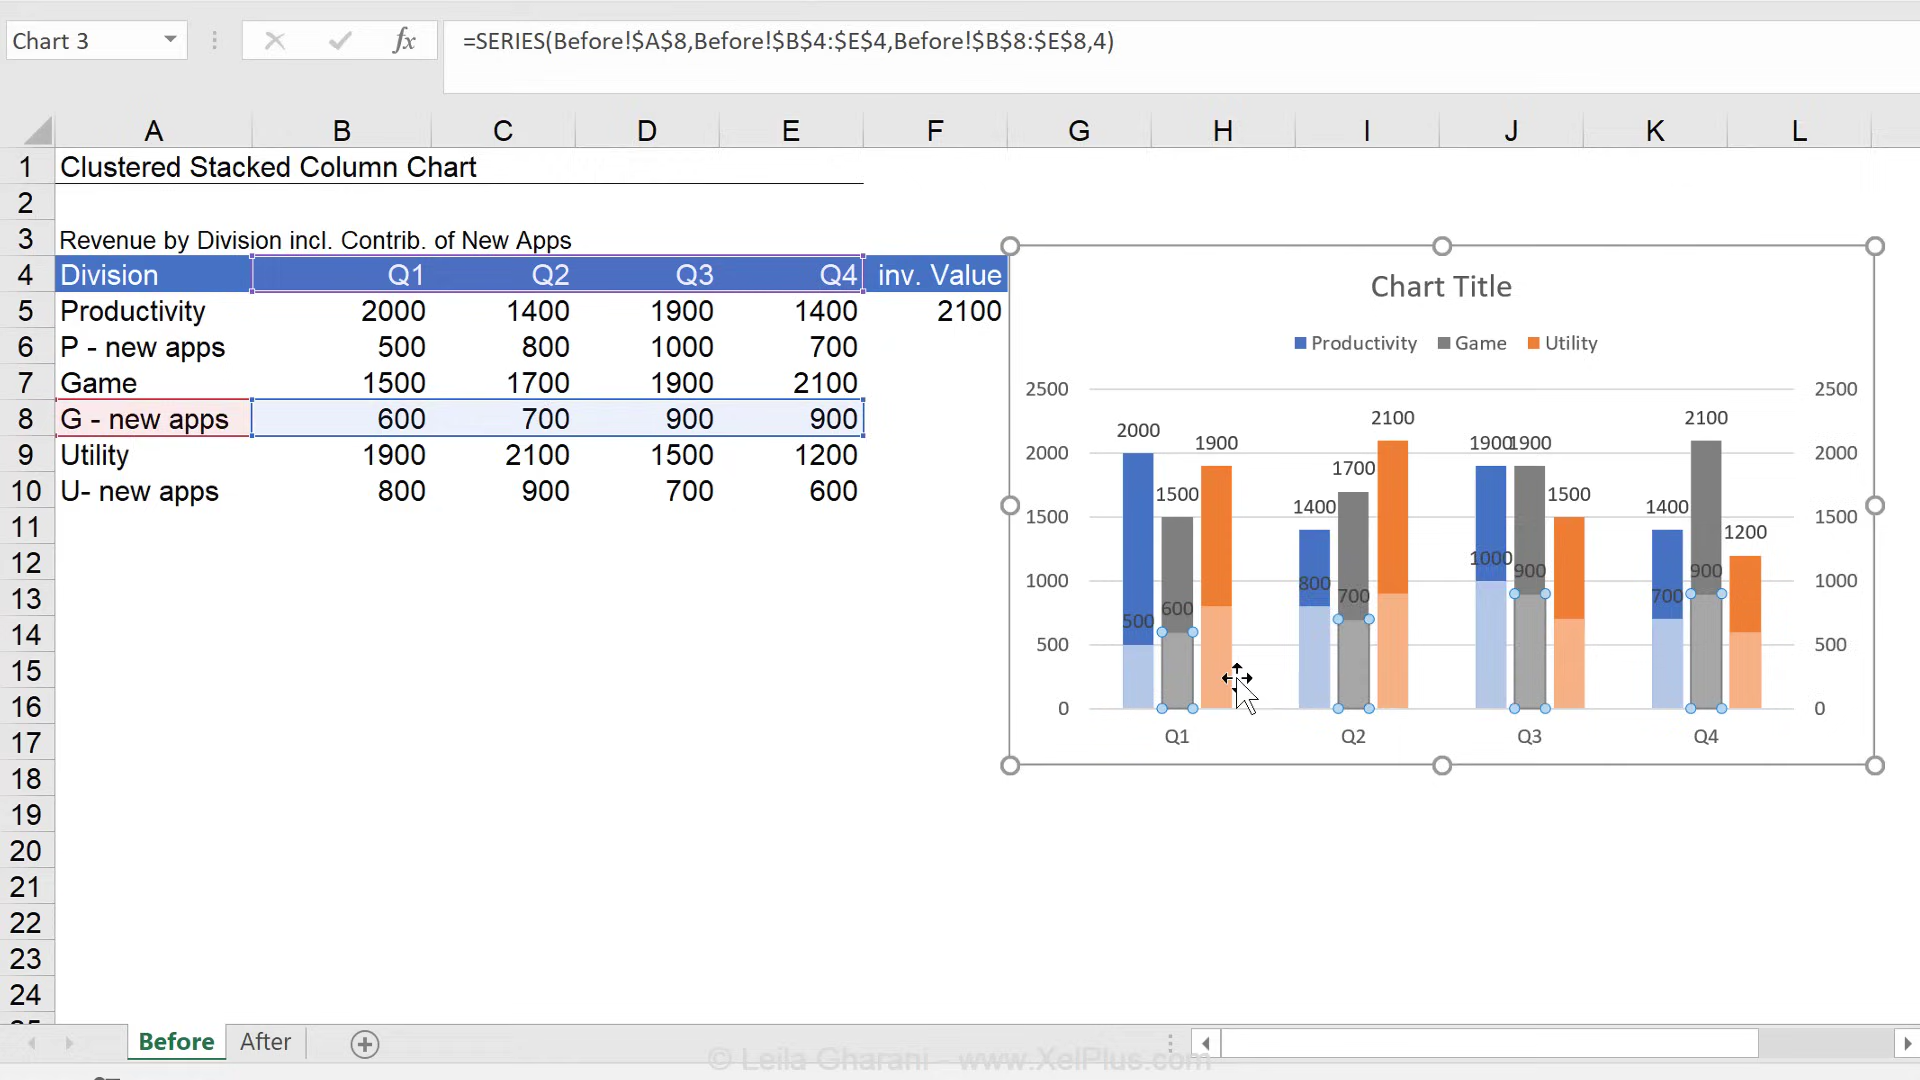 Chart 3
fx
=SERIES(Before!$A$8,Before!$B$4:$E$4,Before!$B$8:$E$8,4)
A B C D E F G H I J K L
1 Clustered Stacked Column Chart
2
3 Revenue by Division incl. Contrib. of New Apps
4 Division Q1 Q2 Q3 Q4 inv. Value
5 Productivity 2000 1400 1900 1400 2100
6 P - new apps 500 800 1000 700
7 Game 1500 1700 1900 2100
8 G - new apps 600 700 900 900
9 Utility 1900 2100 1500 1200
10 U- new apps 800 900 700 600
11
12
13
14
15
16
17
18
19
20
21
22
23
24
Chart Title
Productivity Game Utility
2500 2500
2100 2100
2000 1900 1900 1900
2000 2000
1700
1500 1400 1500 1400
1500 1500
1200
1000 900 900
1000 800 1000
600 700 700
500
500 500
0 0
Q1 Q2 Q3 Q4
Before After
© Leila Gharani - www.XelPlus.com